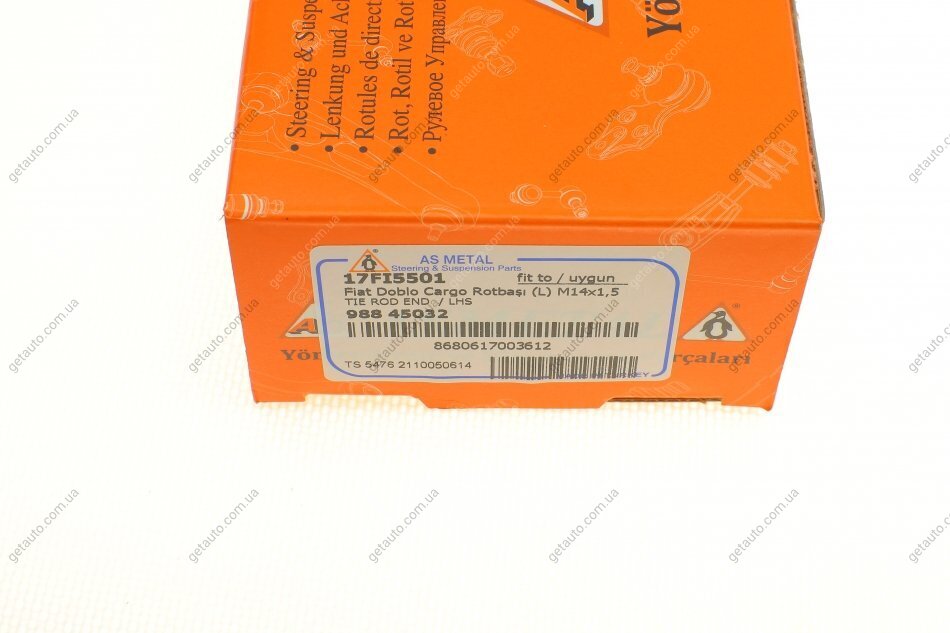 • Steering & Suspe
• Lenkung und Ach
• Rotules de direct
• Rot, Rotil ve Rot
• Рулевое Управлен
Yö
AS METAL
Steering & Suspension Parts
17FI5501 fit to / uygun
Fiat Doblo Cargo Rotbaşı (L) M14x1,5
TIE ROD END / LHS
988 45032
8680617003612
TS 5476 2110050614
Yön
rçaları
getauto.com.ua